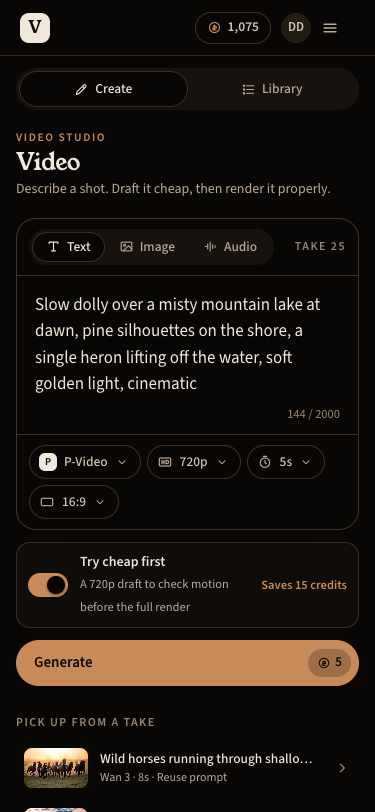 V
1,075
DD
Create
Library
VIDEO STUDIO
Video
Describe a shot. Draft it cheap, then render it properly.
Text
Image
Audio
TAKE 25
Slow dolly over a misty mountain lake at
dawn, pine silhouettes on the shore, a
single heron lifting off the water, soft
golden light, cinematic
144 / 2000
P P-Video
HD 720p
5s
16:9
Try cheap first
A 720p draft to check motion
before the full render
Saves 15 credits
Generate
5
PICK UP FROM A TAKE
Wild horses running through shallo…
Wan 3 · 8s · Reuse prompt